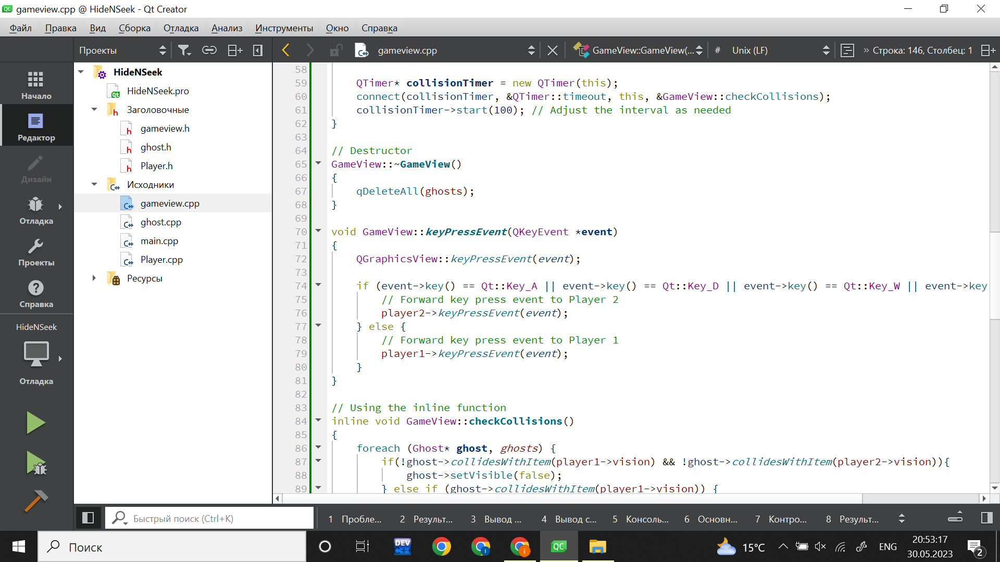 gameview.cpp @ HideNSeek - Qt Creator
Файл Правка Вид Сборка Отладка Анализ Инструменты Окно Справка
Проекты
gameview.cpp
GameView::GameView(...
# Unix (LF)
» Строка: 146, Столбец: 1
Начало
Редактор
Дизайн
Отладка
Проекты
Справка
HideNSeek
Отладка
HideNSeek
HideNSeek.pro
Заголовочные
gameview.h
ghost.h
Player.h
Исходники
gameview.cpp
ghost.cpp
main.cpp
Player.cpp
Ресурсы
58
59 QTimer* collisionTimer = new QTimer(this);
60 connect(collisionTimer, &QTimer::timeout, this, &GameView::checkCollisions);
61 collisionTimer->start(100); // Adjust the interval as needed
62 }
63
64 // Destructor
65 GameView::~GameView()
66 {
67 qDeleteAll(ghosts);
68 }
69
70 void GameView::keyPressEvent(QKeyEvent *event)
71 {
72 QGraphicsView::keyPressEvent(event);
73
74 if (event->key() == Qt::Key_A || event->key() == Qt::Key_D || event->key() == Qt::Key_W || event->key
75 // Forward key press event to Player 2
76 player2->keyPressEvent(event);
77 } else {
78 // Forward key press event to Player 1
79 player1->keyPressEvent(event);
80 }
81 }
82
83 // Using the inline function
84 inline void GameView::checkCollisions()
85 {
86 foreach (Ghost* ghost, ghosts) {
87 if(!ghost->collidesWithItem(player1->vision) && !ghost->collidesWithItem(player2->vision)){
88 ghost->setVisible(false);
89 } else if (ghost->collidesWithItem(player1->vision)) {
Быстрый поиск (Ctrl+K)
1 Пробле... 2 Результ... 3 Вывод ... 4 Вывод с... 5 Консоль... 6 Основн... 7 Контро... 8 Результ...
Поиск
DEV C++
QC
15°C
ENG
20:53:17
30.05.2023
2